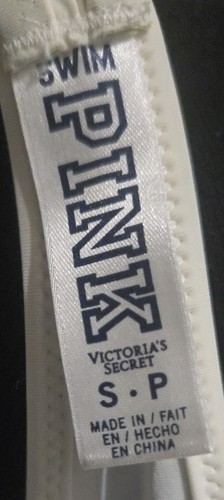 SWIM
PINK
VICTORIA'S
SECRET
S • P
MADE IN / FAIT
EN / HECHO
EN CHINA